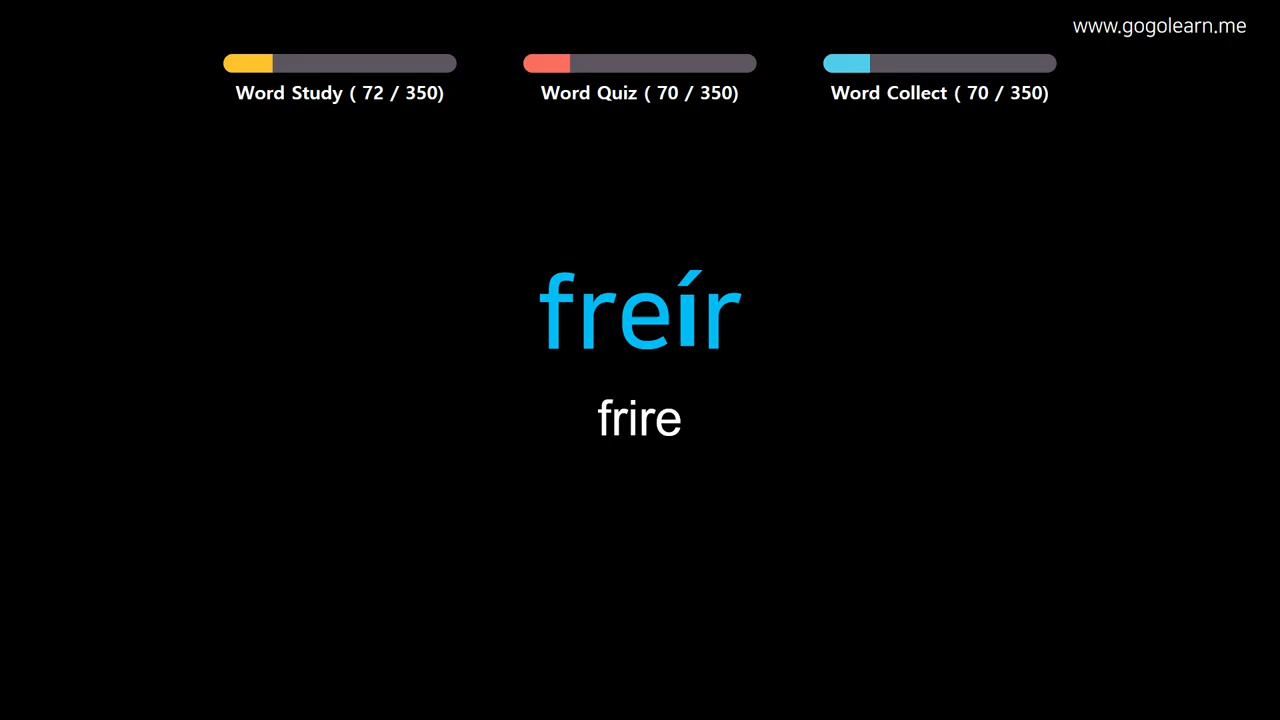 www.gogolearn.me
Word Study ( 72 / 350)
Word Quiz ( 70 / 350)
Word Collect ( 70 / 350)
freír
frire